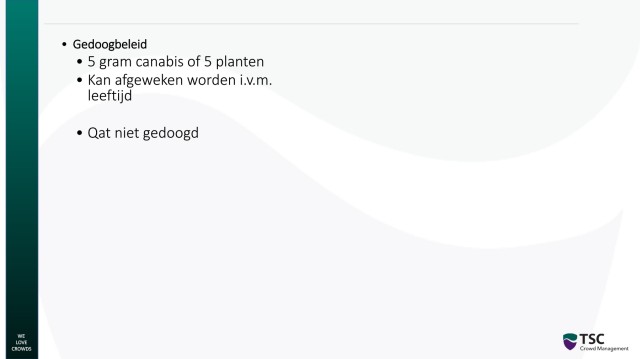 • Gedoogbeleid
• 5 gram canabis of 5 planten
• Kan afgeweken worden i.v.m.
leeftijd
• Qat niet gedoogd
WE
LOVE
CROWDS
TSC
Crowd Management